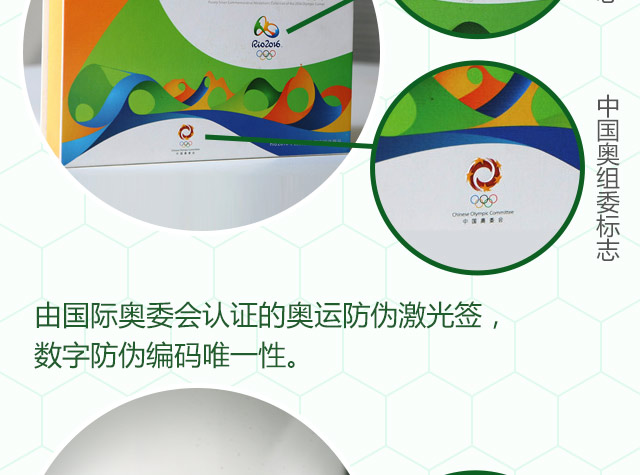 Rio2016
Chinese Olympic Committee
中国奥委会
中国奥组委标志
由国际奥委会认证的奥运防伪激光签，
数字防伪编码唯一性。